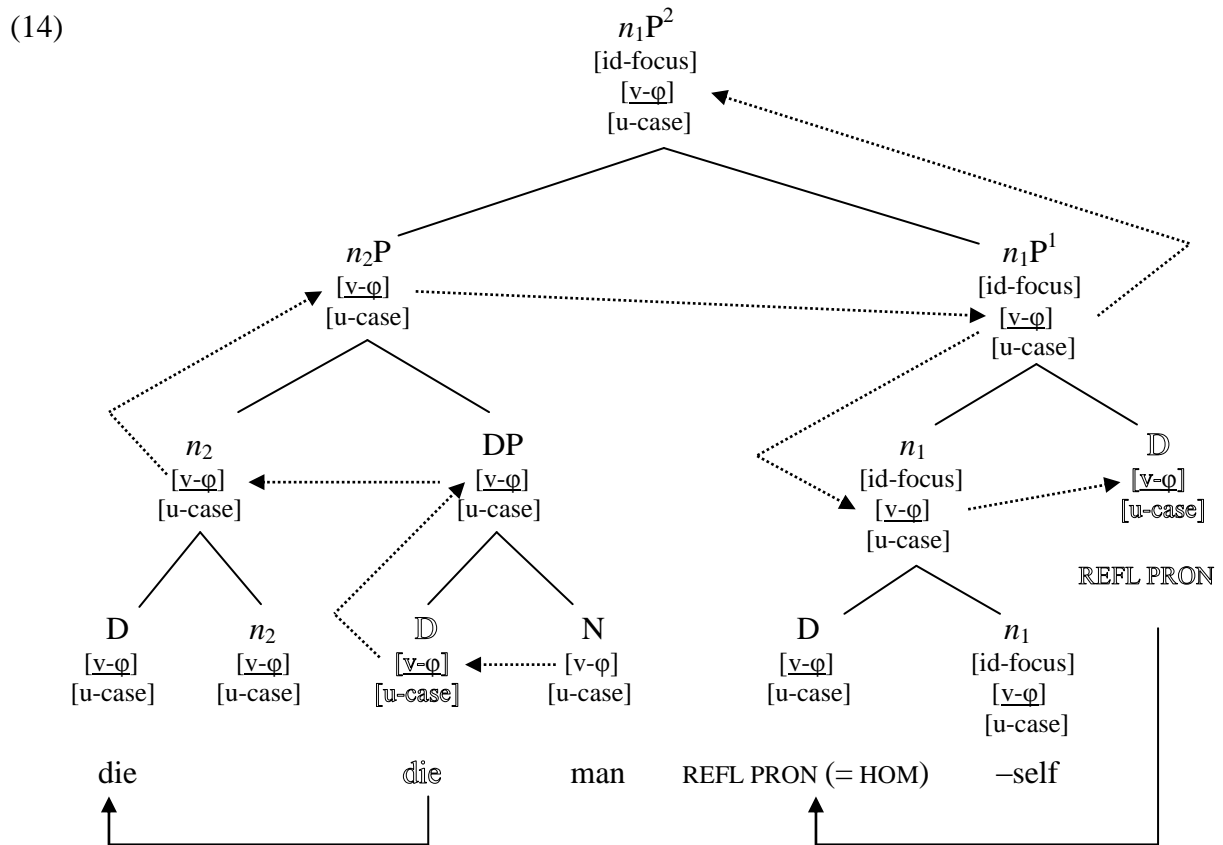 (14)
n₁P²
[id-focus]
[v-φ]
[u-case]
n₂P n₁P¹
[v-φ] [id-focus]
[u-case] [v-φ]
[u-case]
n₂ DP n₁ D
[v-φ] [v-φ] [id-focus] [v-φ]
[u-case] [u-case] [v-φ] [u-case]
[u-case]
REFL PRON
D n₂ D N D n₁
[v-φ] [v-φ] [v-φ] [v-φ] [v-φ] [id-focus]
[u-case] [u-case] [u-case] [u-case] [u-case] [v-φ]
[u-case]
die die man REFL PRON (= HOM) –self